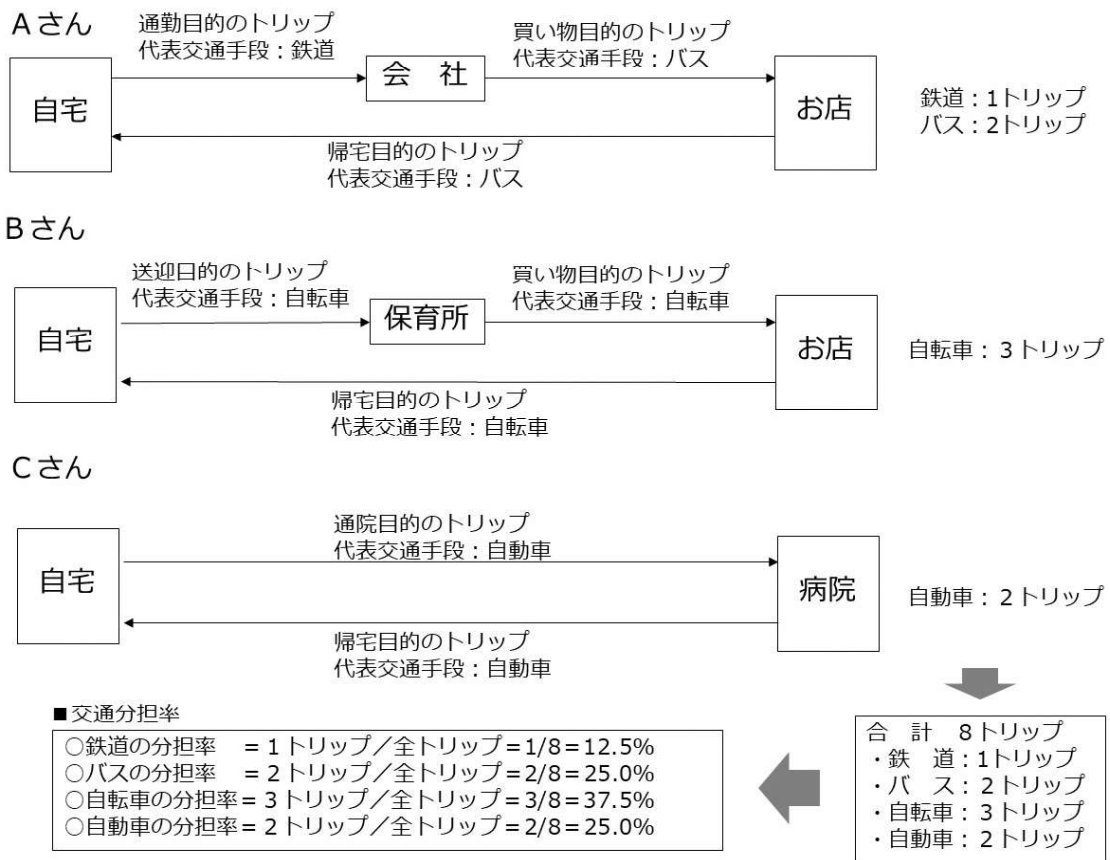 Aさん
通勤目的のトリップ
代表交通手段：鉄道
買い物目的のトリップ
代表交通手段：バス
自宅
会　社
お店
鉄道：1トリップ
バス：2トリップ
帰宅目的のトリップ
代表交通手段：バス
Bさん
送迎目的のトリップ
代表交通手段：自転車
買い物目的のトリップ
代表交通手段：自転車
自宅
保育所
お店
自転車：３トリップ
帰宅目的のトリップ
代表交通手段：自転車
Cさん
通院目的のトリップ
代表交通手段：自動車
自宅
病院
自動車：２トリップ
帰宅目的のトリップ
代表交通手段：自動車
■交通分担率
○鉄道の分担率　＝１トリップ／全トリップ＝1/8＝12.5%
○バスの分担率　＝２トリップ／全トリップ＝2/8＝25.0%
○自転車の分担率＝３トリップ／全トリップ＝3/8＝37.5%
○自動車の分担率＝２トリップ／全トリップ＝2/8＝25.0%
合　計　８トリップ
・鉄　道：1トリップ
・バ　ス：２トリップ
・自転車：３トリップ
・自動車：２トリップ